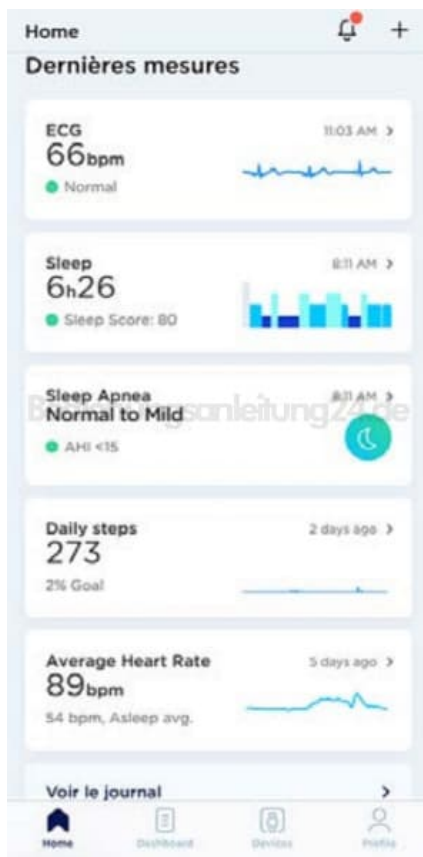 Home
Dernières mesures
ECG
11:03 AM
66bpm
Normal
Sleep
8:11 AM
6h26
Sleep Score: 80
Sleep Apnea
8:11 AM
Normal to Mild
AHI <15
Daily steps
2 days ago
273
2% Goal
Average Heart Rate
5 days ago
89bpm
54 bpm, Asleep avg.
Voir le journal
Home Dashboard Devices Profile